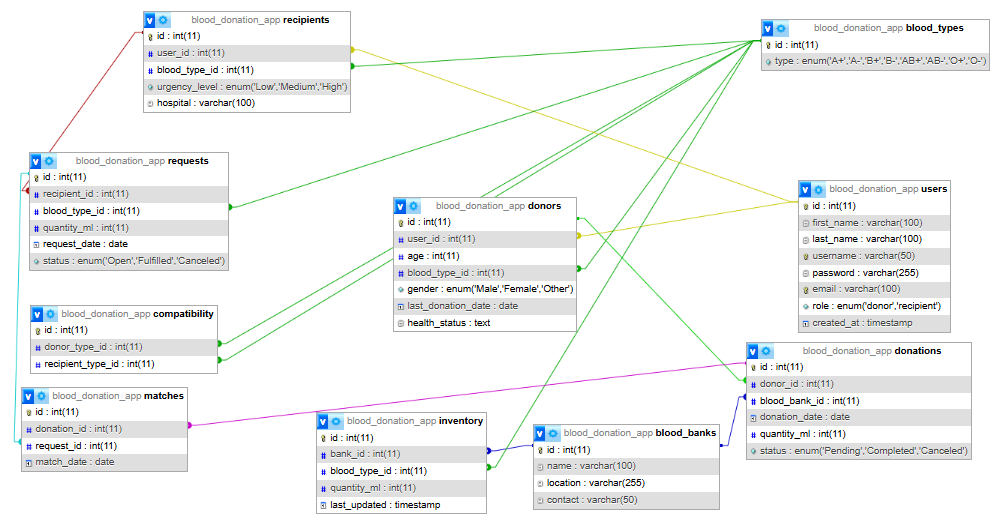 blood_donation_app recipients
id : int(11)
user_id : int(11)
blood_type_id : int(11)
urgency_level : enum('Low','Medium','High')
hospital : varchar(100)
blood_donation_app blood_types
id : int(11)
type : enum('A+','A-','B+','B-','AB+','AB-','O+','O-')
blood_donation_app requests
id : int(11)
recipient_id : int(11)
blood_type_id : int(11)
quantity_ml : int(11)
request_date : date
status : enum('Open','Fulfilled','Canceled')
blood_donation_app donors
id : int(11)
user_id : int(11)
age : int(11)
blood_type_id : int(11)
gender : enum('Male','Female','Other')
last_donation_date : date
health_status : text
blood_donation_app users
id : int(11)
first_name : varchar(100)
last_name : varchar(100)
username : varchar(50)
password : varchar(255)
email : varchar(100)
role : enum('donor','recipient')
created_at : timestamp
blood_donation_app compatibility
id : int(11)
donor_type_id : int(11)
recipient_type_id : int(11)
blood_donation_app donations
id : int(11)
donor_id : int(11)
blood_bank_id : int(11)
donation_date : date
quantity_ml : int(11)
status : enum('Pending','Completed','Canceled')
blood_donation_app matches
id : int(11)
donation_id : int(11)
request_id : int(11)
match_date : date
blood_donation_app inventory
id : int(11)
bank_id : int(11)
blood_type_id : int(11)
quantity_ml : int(11)
last_updated : timestamp
blood_donation_app blood_banks
id : int(11)
name : varchar(100)
location : varchar(255)
contact : varchar(50)